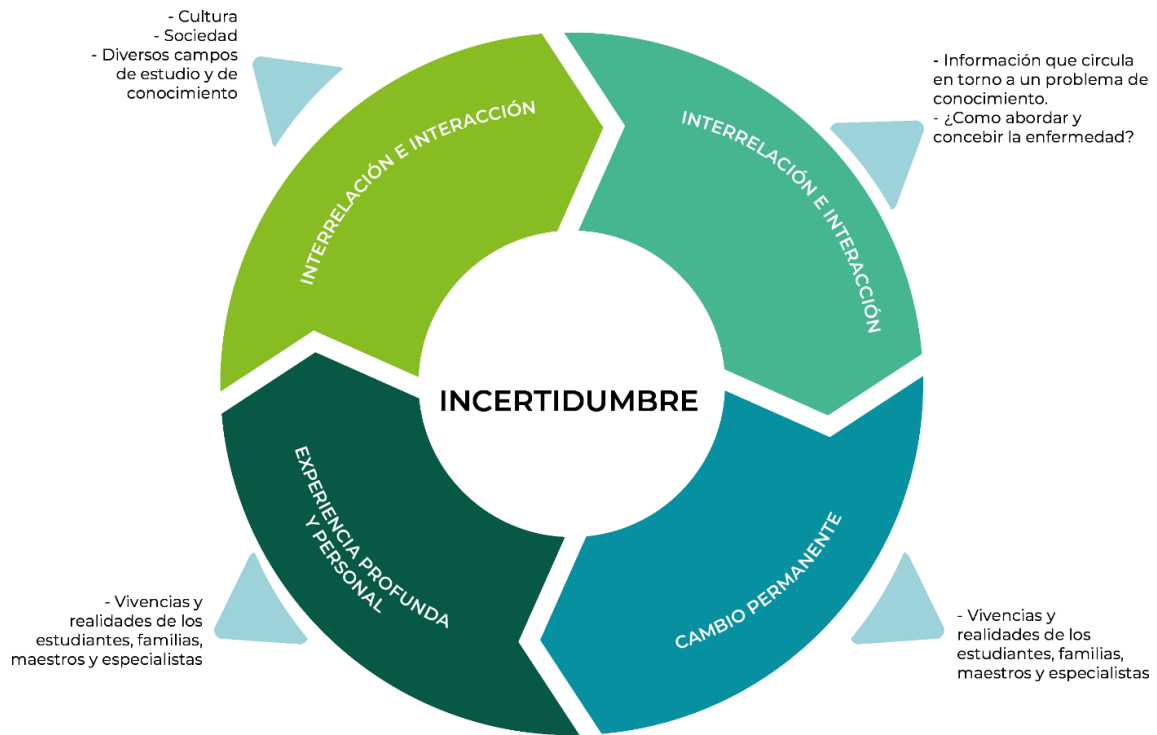 - Cultura
- Sociedad
- Diversos campos
de estudio y de
conocimiento
- Información que circula
en torno a un problema de
conocimiento.
- ¿Como abordar y
concebir la enfermedad?
INTERRELACIÓN E INTERACCIÓN
INTERRELACIÓN E INTERACCIÓN
INCERTIDUMBRE
EXPERIENCIA PROFUNDA
Y PERSONAL
CAMBIO PERMANENTE
- Vivencias y
realidades de los
estudiantes, familias,
maestros y especialistas
- Vivencias y
realidades de los
estudiantes, familias,
maestros y especialistas